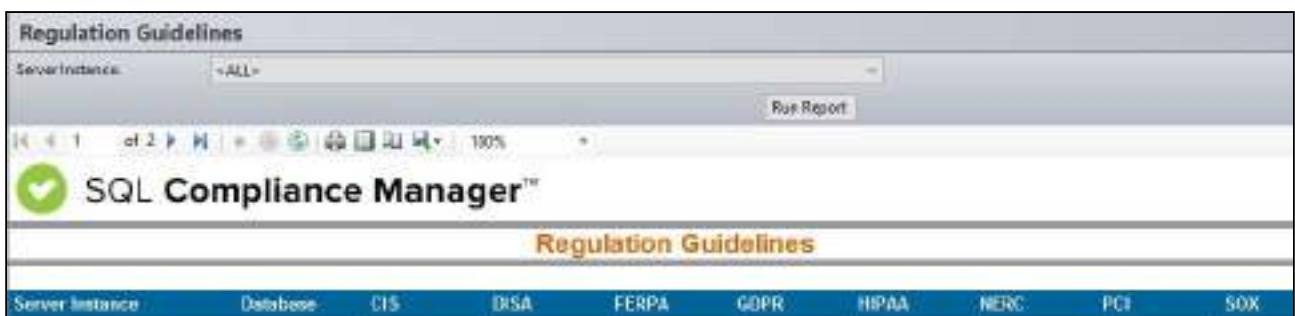 Regulation Guidelines
Server Instance: <ALL>
Run Report
1 of 2 100%
SQL Compliance Manager™
Regulation Guidelines
Server Instance Database CIS DISA FERPA GDPR HIPAA NERC PCI SOX